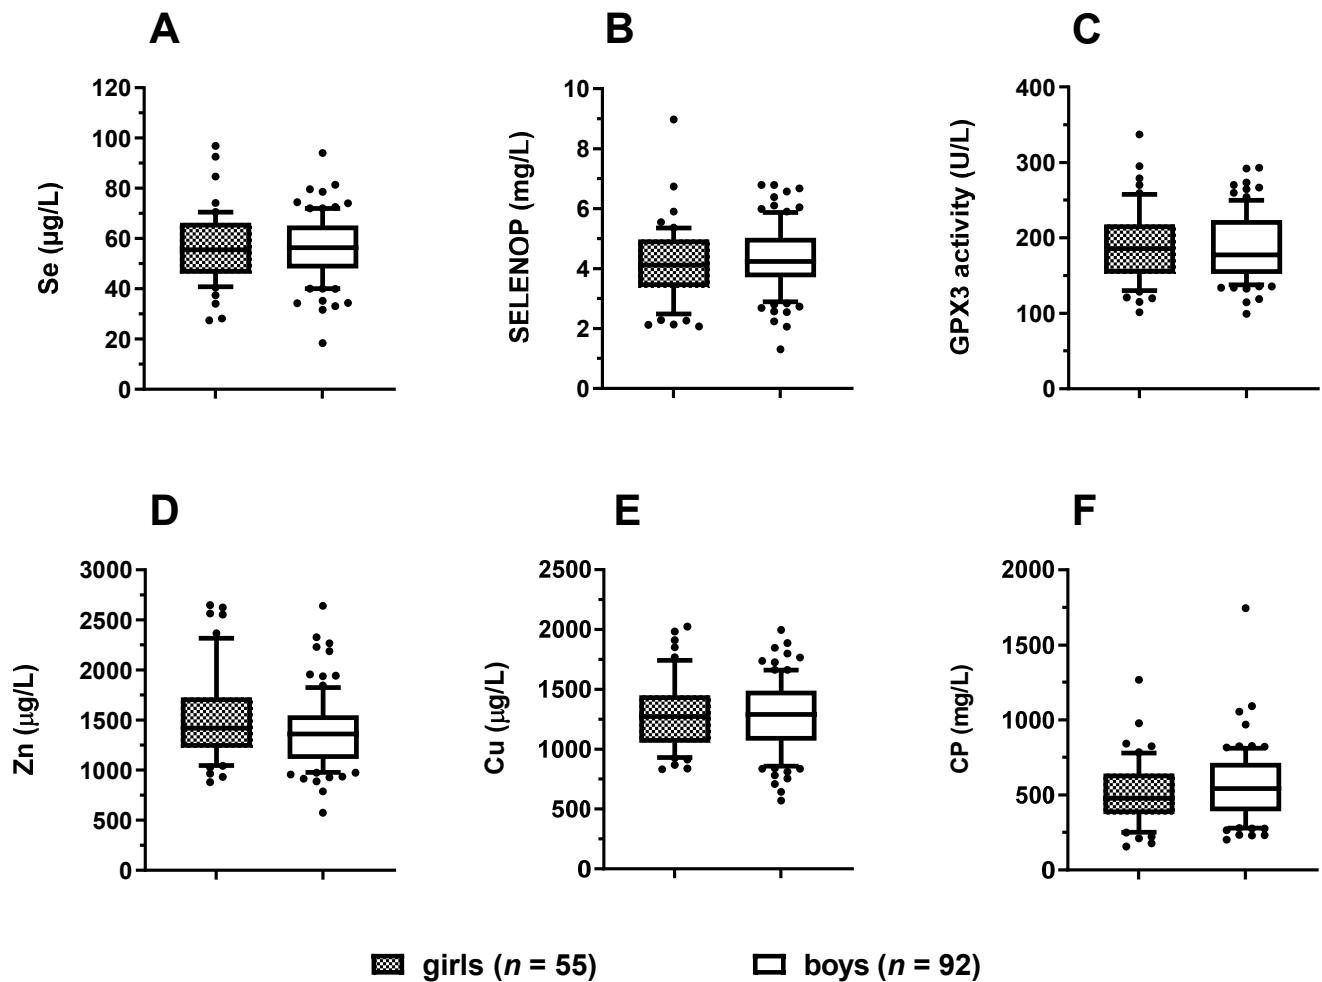 A
B
C
Se (µg/L)
120
100
80
60
40
20
0
SELENOP (mg/L)
10
8
6
4
2
0
GPX3 activity (U/L)
400
300
200
100
0
D
E
F
Zn (µg/L)
3000
2500
2000
1500
1000
500
0
Cu (µg/L)
2500
2000
1500
1000
500
0
CP (mg/L)
2000
1500
1000
500
0
girls (n = 55)
boys (n = 92)